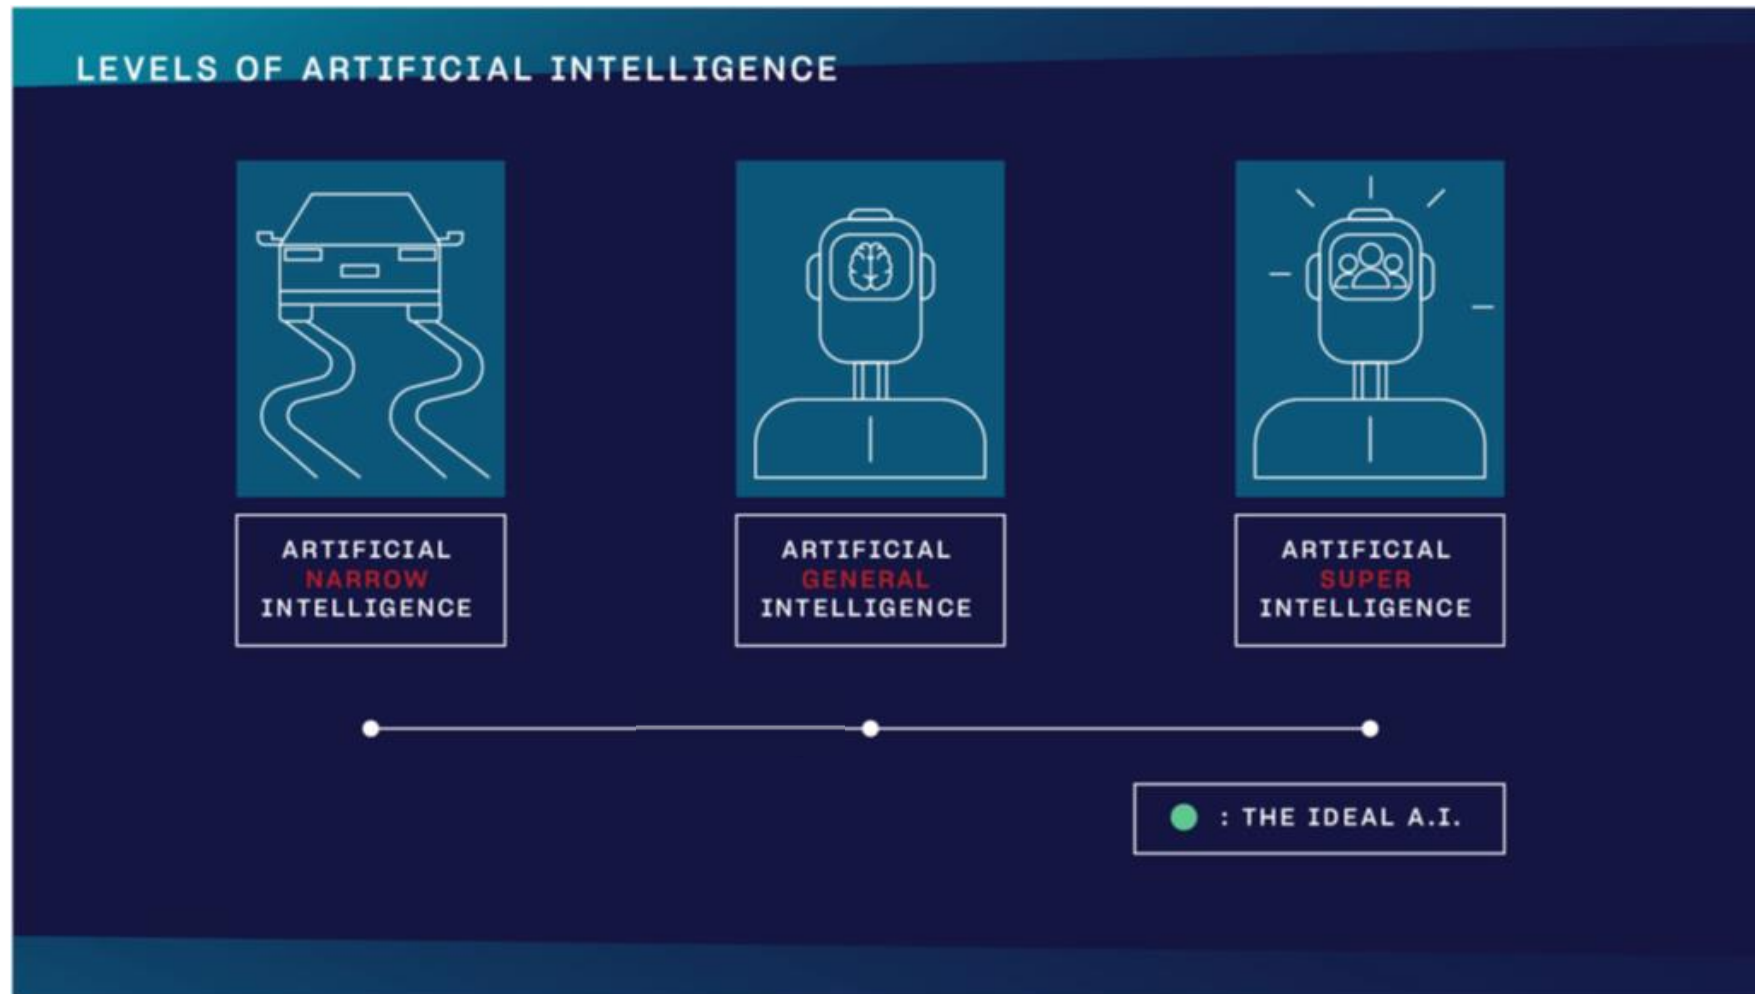 LEVELS OF ARTIFICIAL INTELLIGENCE
ARTIFICIAL
NARROW
INTELLIGENCE
ARTIFICIAL
GENERAL
INTELLIGENCE
ARTIFICIAL
SUPER
INTELLIGENCE
: THE IDEAL A.I.